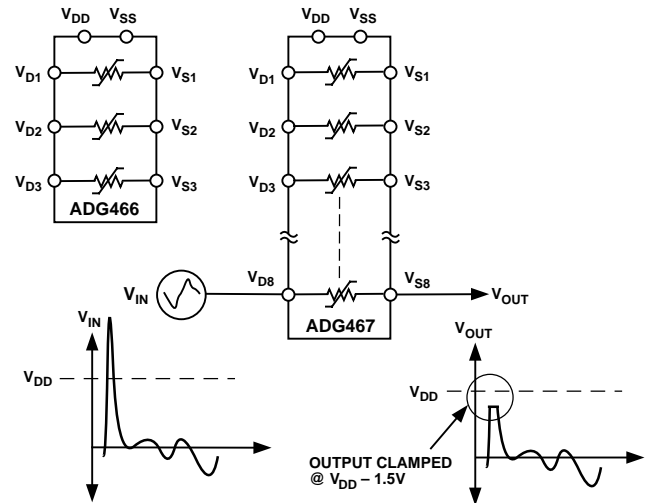 VDD VSS
VD1 VS1
VD2 VS2
VD3 VS3
ADG466
VDD VSS
VD1 VS1
VD2 VS2
VD3 VS3
VIN VD8 VS8 VOUT
ADG467
VIN
VDD
VOUT
VDD
OUTPUT CLAMPED
@ VDD – 1.5V